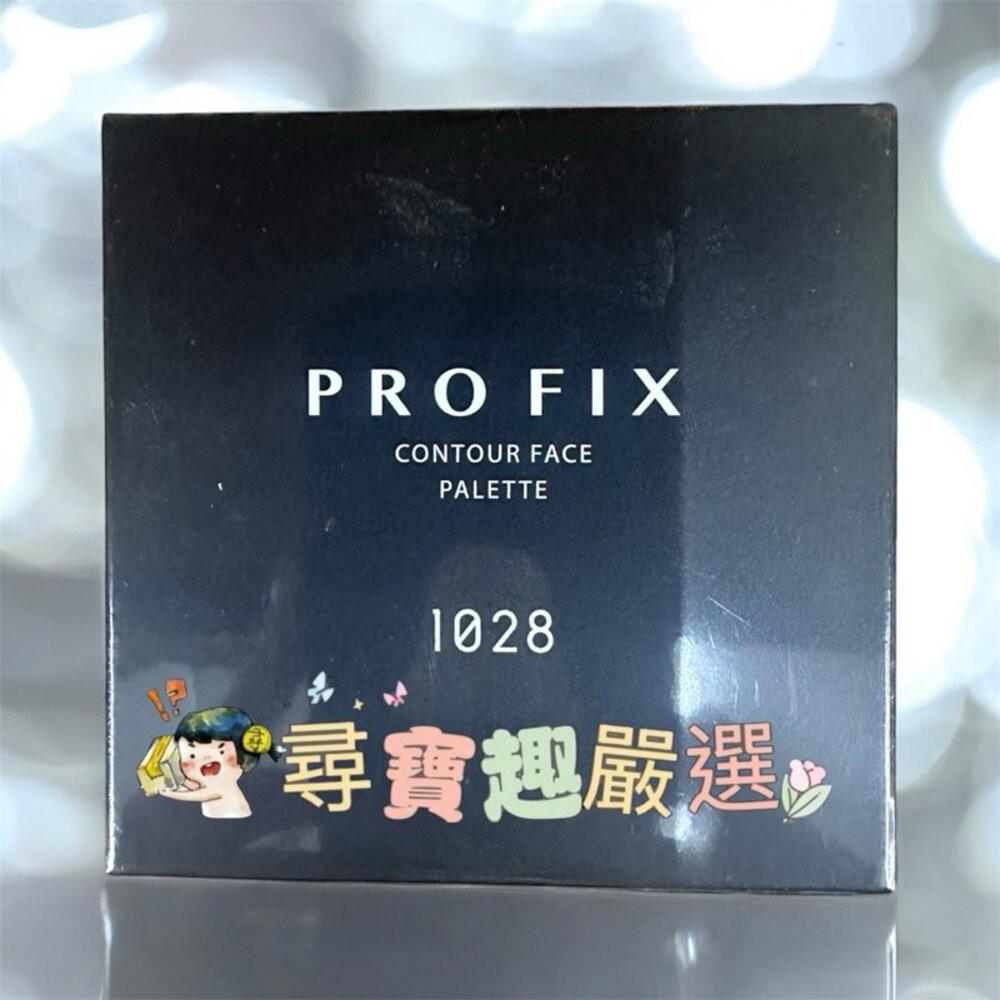 PRO FIX
CONTOUR FACE
PALETTE
1028
!?
尋寶趣嚴選